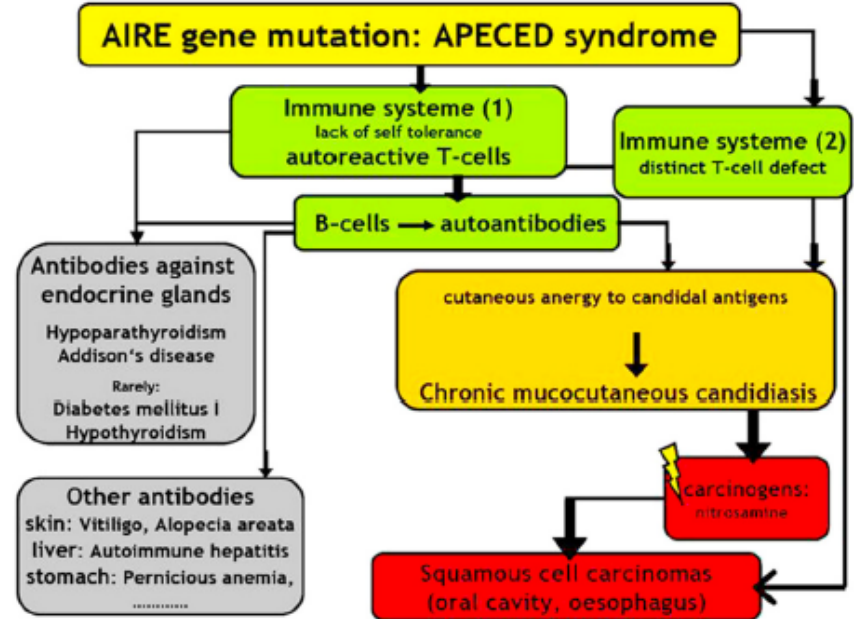 AIRE gene mutation: APECED syndrome
Immune systeme (1)
lack of self tolerance
autoreactive T-cells
Immune systeme (2)
distinct T-cell defect
B-cells → autoantibodies
Antibodies against
endocrine glands
Hypoparathyroidism
Addison's disease
Rarely:
Diabetes mellitus I
Hypothyroidism
cutaneous anergy to candidal antigens
Chronic mucocutaneous candidiasis
carcinogens:
nitrosamine
Other antibodies
skin: Vitiligo, Alopecia areata
liver: Autoimmune hepatitis
stomach: Pernicious anemia,
............
Squamous cell carcinomas
(oral cavity, oesophagus)